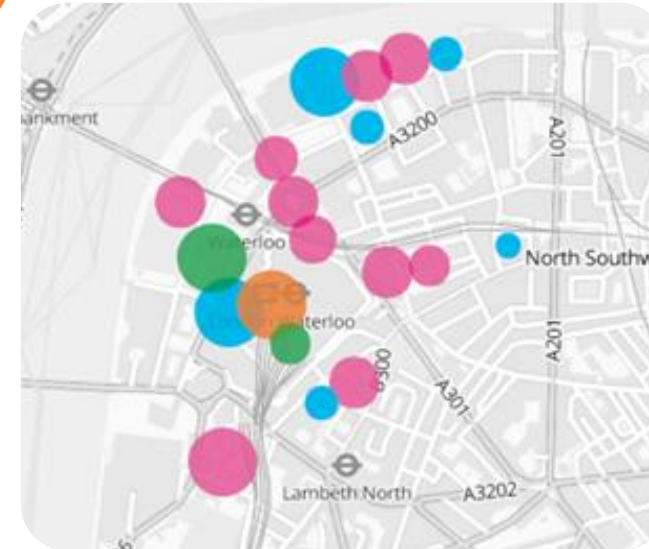 ankment
A3200
A201
Waterloo
North Southw
terloo
A201
A301
Lambeth North
A3202